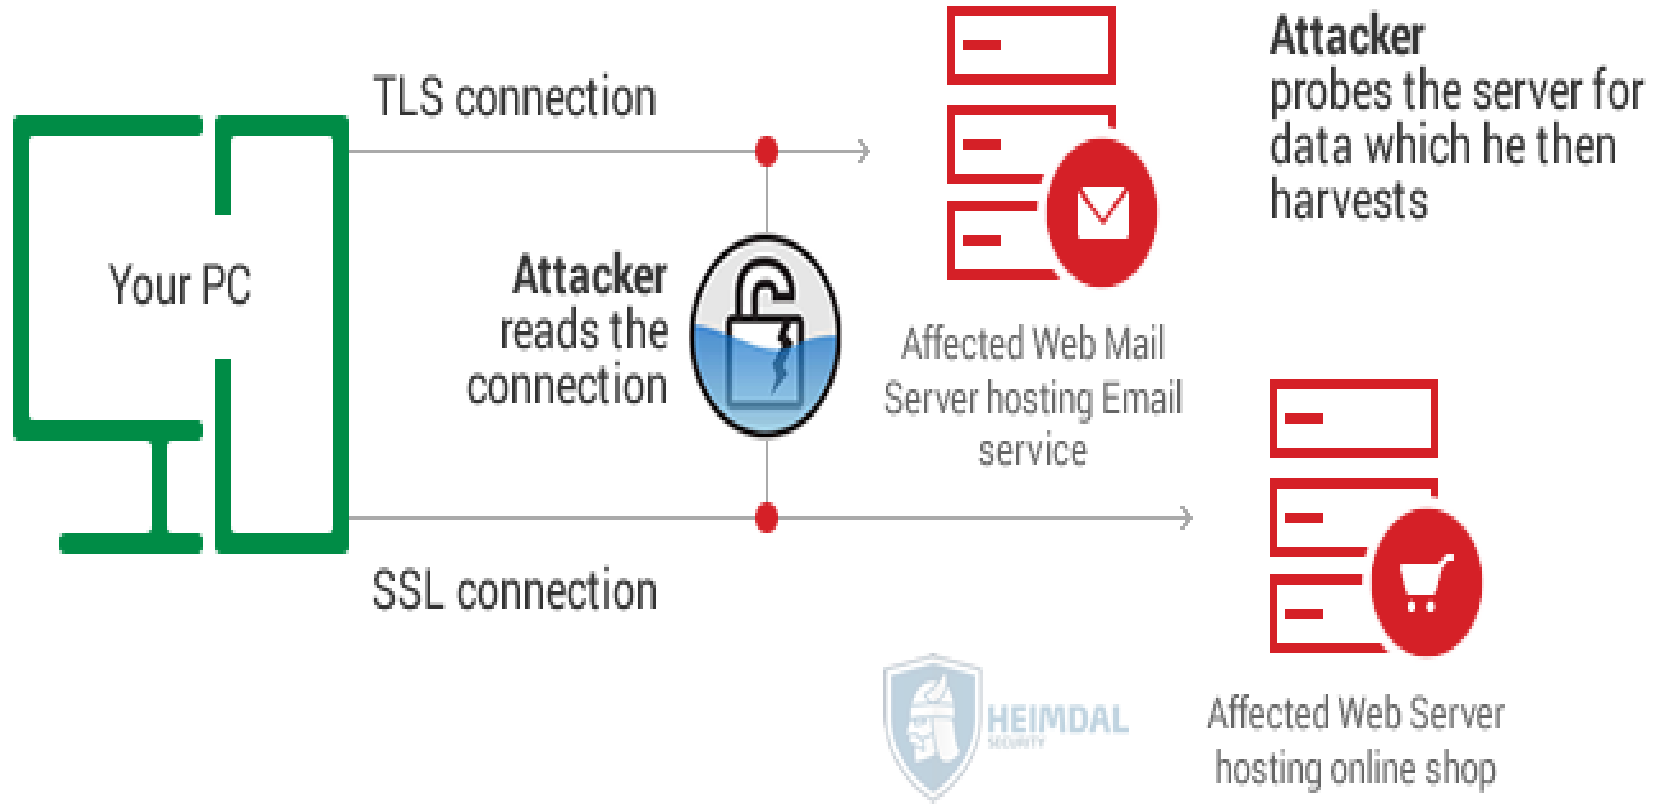 TLS connection
Your PC
Attacker
reads the
connection
SSL connection
Attacker
probes the server for
data which he then
harvests
Affected Web Mail
Server hosting Email
service
Affected Web Server
hosting online shop
HEIMDAL
SECURITY